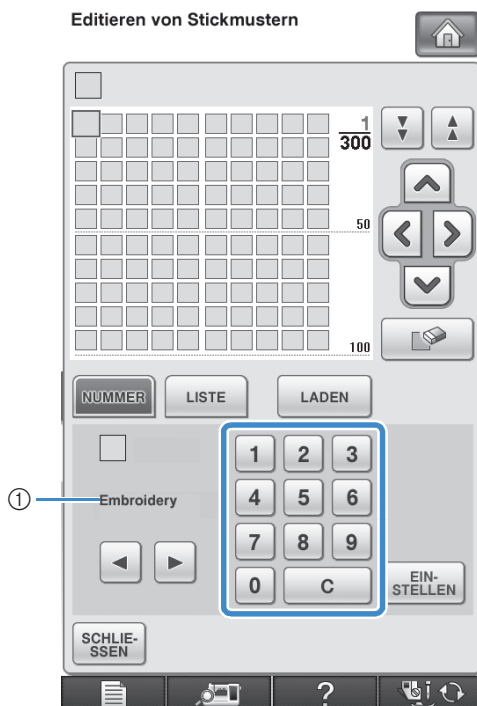 Editieren von Stickmustern
1
300
50
100
NUMMER
LISTE
LADEN
1 2 3
① Embroidery
4 5 6
7 8 9
0 C
EIN-
STELLEN
SCHLIE-
SSEN
?